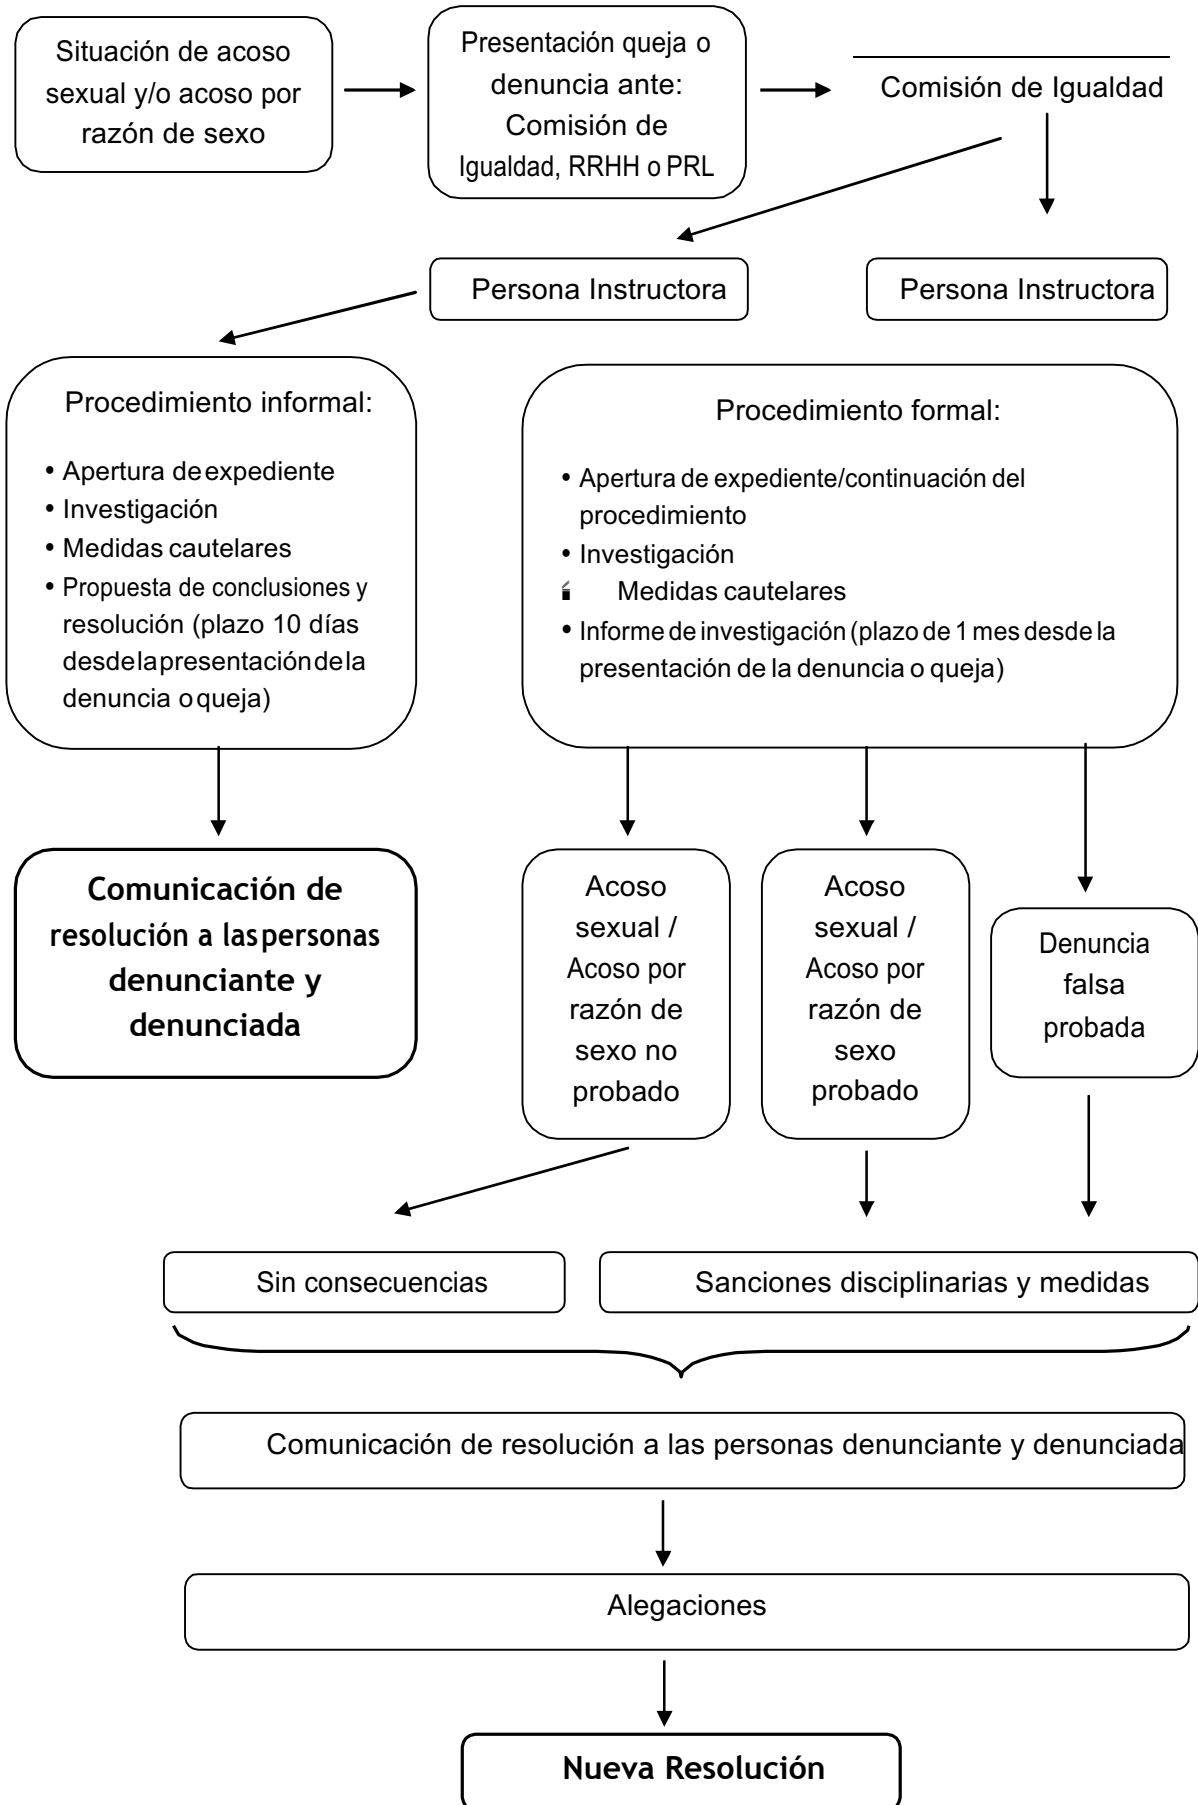 Situación de acoso
sexual y/o acoso por
razón de sexo
Presentación queja o
denuncia ante:
Comisión de
Igualdad, RRHH o PRL
Comisión de Igualdad
Persona Instructora
Persona Instructora
Procedimiento informal:
• Apertura de expediente
• Investigación
• Medidas cautelares
• Propuesta de conclusiones y
resolución (plazo 10 días
desde la presentación de la
denuncia o queja)
Procedimiento formal:
• Apertura de expediente/continuación del
procedimiento
• Investigación
Medidas cautelares
• Informe de investigación (plazo de 1 mes desde la
presentación de la denuncia o queja)
Comunicación de
resolución a las personas
denunciante y
denunciada
Acoso
sexual /
Acoso por
razón de
sexo no
probado
Acoso
sexual /
Acoso por
razón de
sexo
probado
Denuncia
falsa
probada
Sin consecuencias
Sanciones disciplinarias y medidas
Comunicación de resolución a las personas denunciante y denunciada
Alegaciones
Nueva Resolución